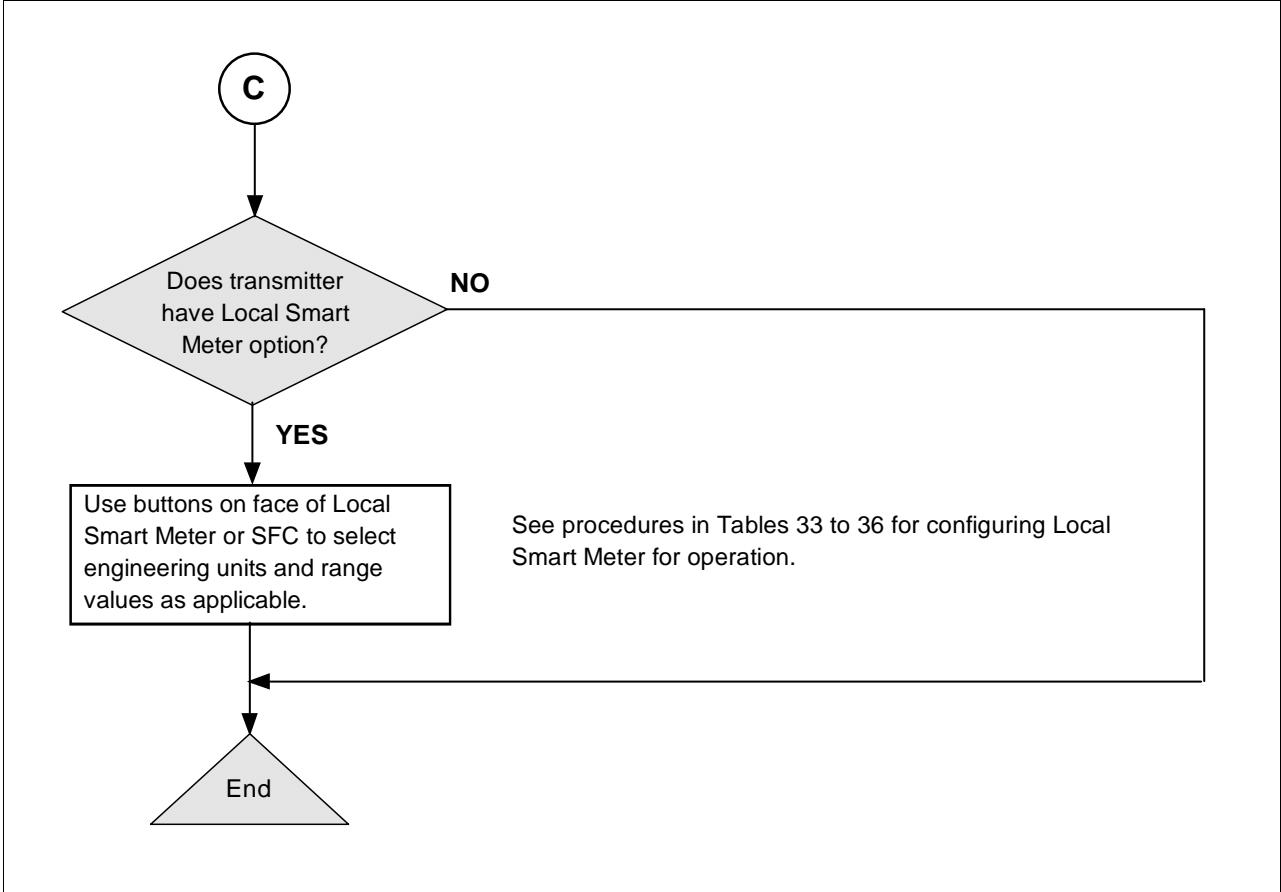 C
Does transmitter
have Local Smart
Meter option?
NO
YES
Use buttons on face of Local
Smart Meter or SFC to select
engineering units and range
values as applicable.
See procedures in Tables 33 to 36 for configuring Local
Smart Meter for operation.
End